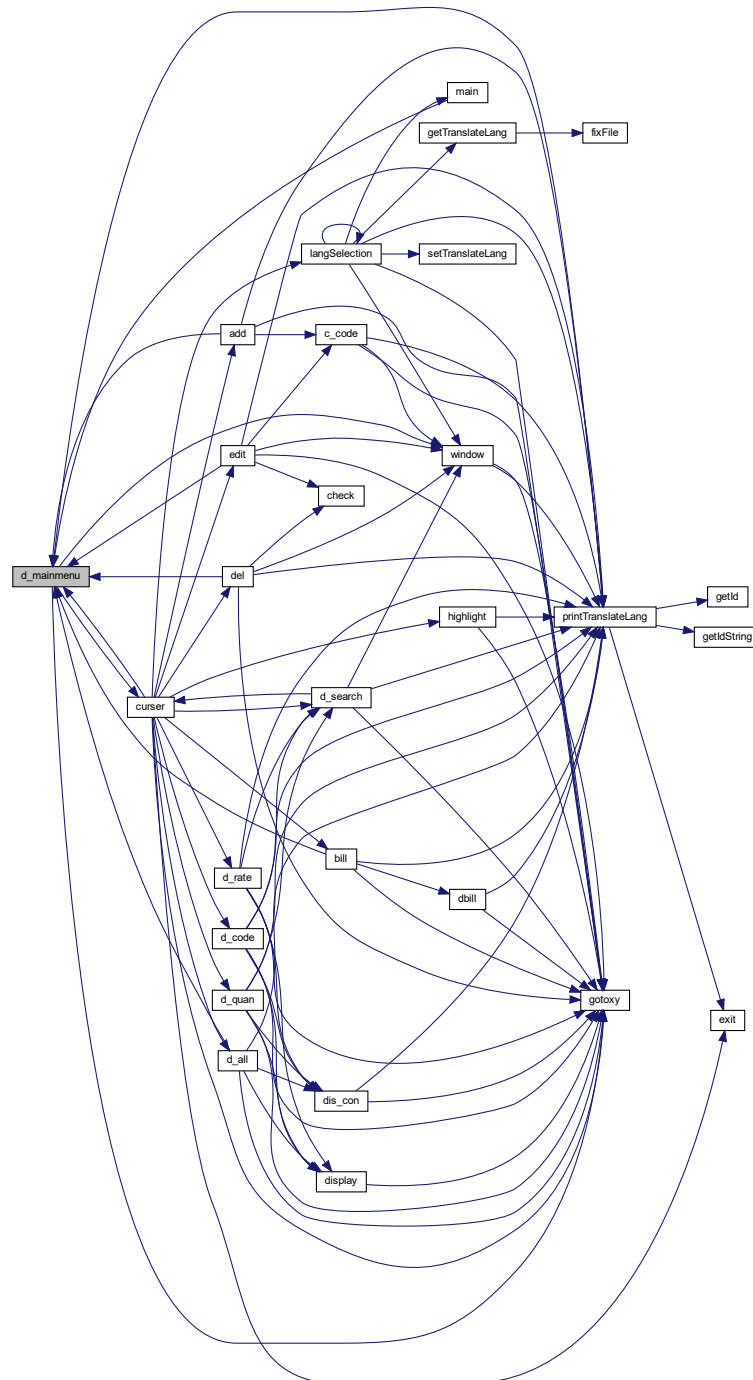 main
getTranslateLang
fixFile
langSelection
setTranslateLang
add
c_code
edit
window
check
d_mainmenu
del
getId
highlight
printTranslateLang
getIdString
d_search
curser
bill
d_rate
dbill
d_code
d_quan
gotoxy
exit
d_all
dis_con
display